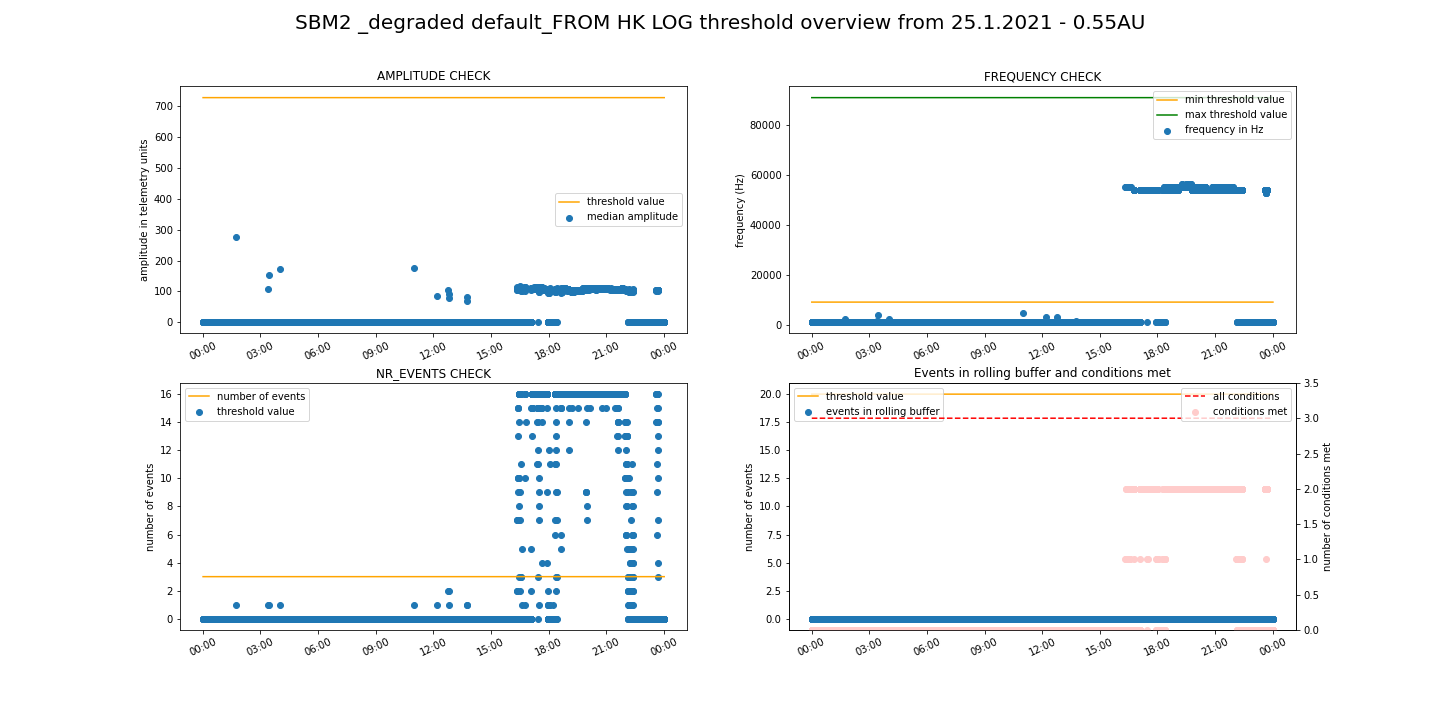 SBM2 _degraded default_FROM HK LOG threshold overview from 25.1.2021 - 0.55AU
AMPLITUDE CHECK
amplitude in telemetry units
700
600
500
400
300
200
100
0
threshold value
median amplitude
00:00 03:00 06:00 09:00 12:00 15:00 18:00 21:00 00:00
FREQUENCY CHECK
frequency (Hz)
80000
60000
40000
20000
0
min threshold value
max threshold value
frequency in Hz
00:00 03:00 06:00 09:00 12:00 15:00 18:00 21:00 00:00
NR_EVENTS CHECK
number of events
16
14
12
10
8
6
4
2
0
number of events
threshold value
00:00 03:00 06:00 09:00 12:00 15:00 18:00 21:00 00:00
Events in rolling buffer and conditions met
number of events
20.0
17.5
15.0
12.5
10.0
7.5
5.0
2.5
0.0
threshold value
events in rolling buffer
all conditions
conditions met
3.5
3.0
2.5
2.0
1.5
1.0
0.5
0.0
number of conditions met
00:00 03:00 06:00 09:00 12:00 15:00 18:00 21:00 00:00